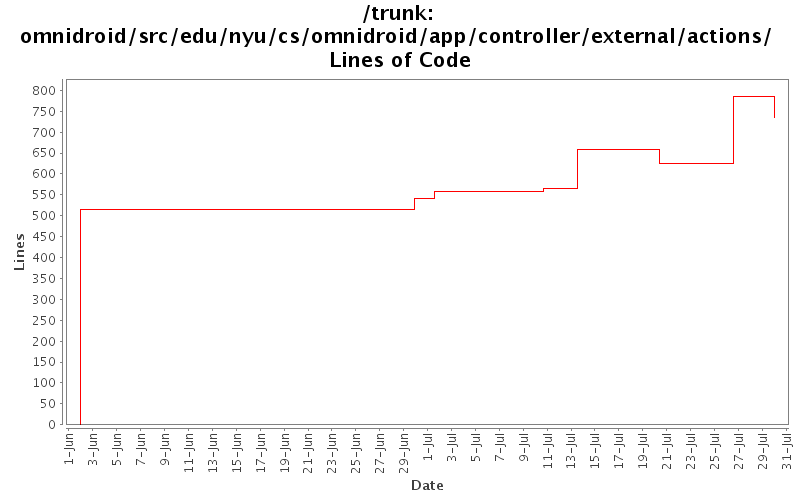 /trunk:
omnidroid/src/edu/nyu/cs/omnidroid/app/controller/external/actions/
Lines of Code
800
750
700
650
600
550
500
450
400
350
300
250
200
150
100
50
0
Lines
1-Jun
3-Jun
5-Jun
7-Jun
9-Jun
11-Jun
13-Jun
15-Jun
17-Jun
19-Jun
21-Jun
23-Jun
25-Jun
27-Jun
29-Jun
1-Jul
3-Jul
5-Jul
7-Jul
9-Jul
11-Jul
13-Jul
15-Jul
17-Jul
19-Jul
21-Jul
23-Jul
25-Jul
27-Jul
29-Jul
31-Jul
Date